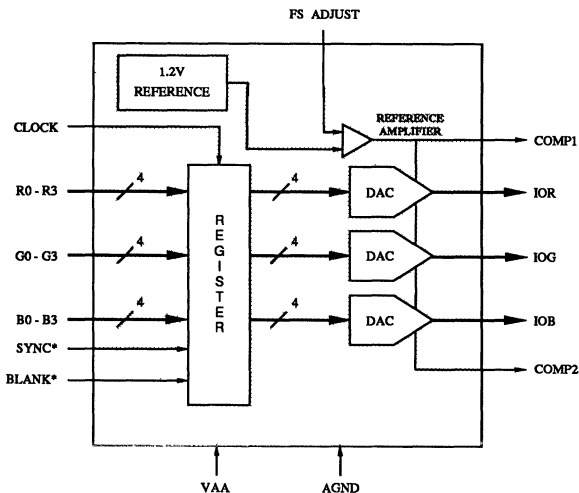 FS ADJUST
1.2V
REFERENCE
REFERENCE
AMPLIFIER
CLOCK
COMP1
R0 - R3
4
4
DAC
IOR
REGISTER
G0 - G3
4
4
DAC
IOG
B0 - B3
4
4
DAC
IOB
SYNC*
BLANK*
COMP2
VAA
AGND